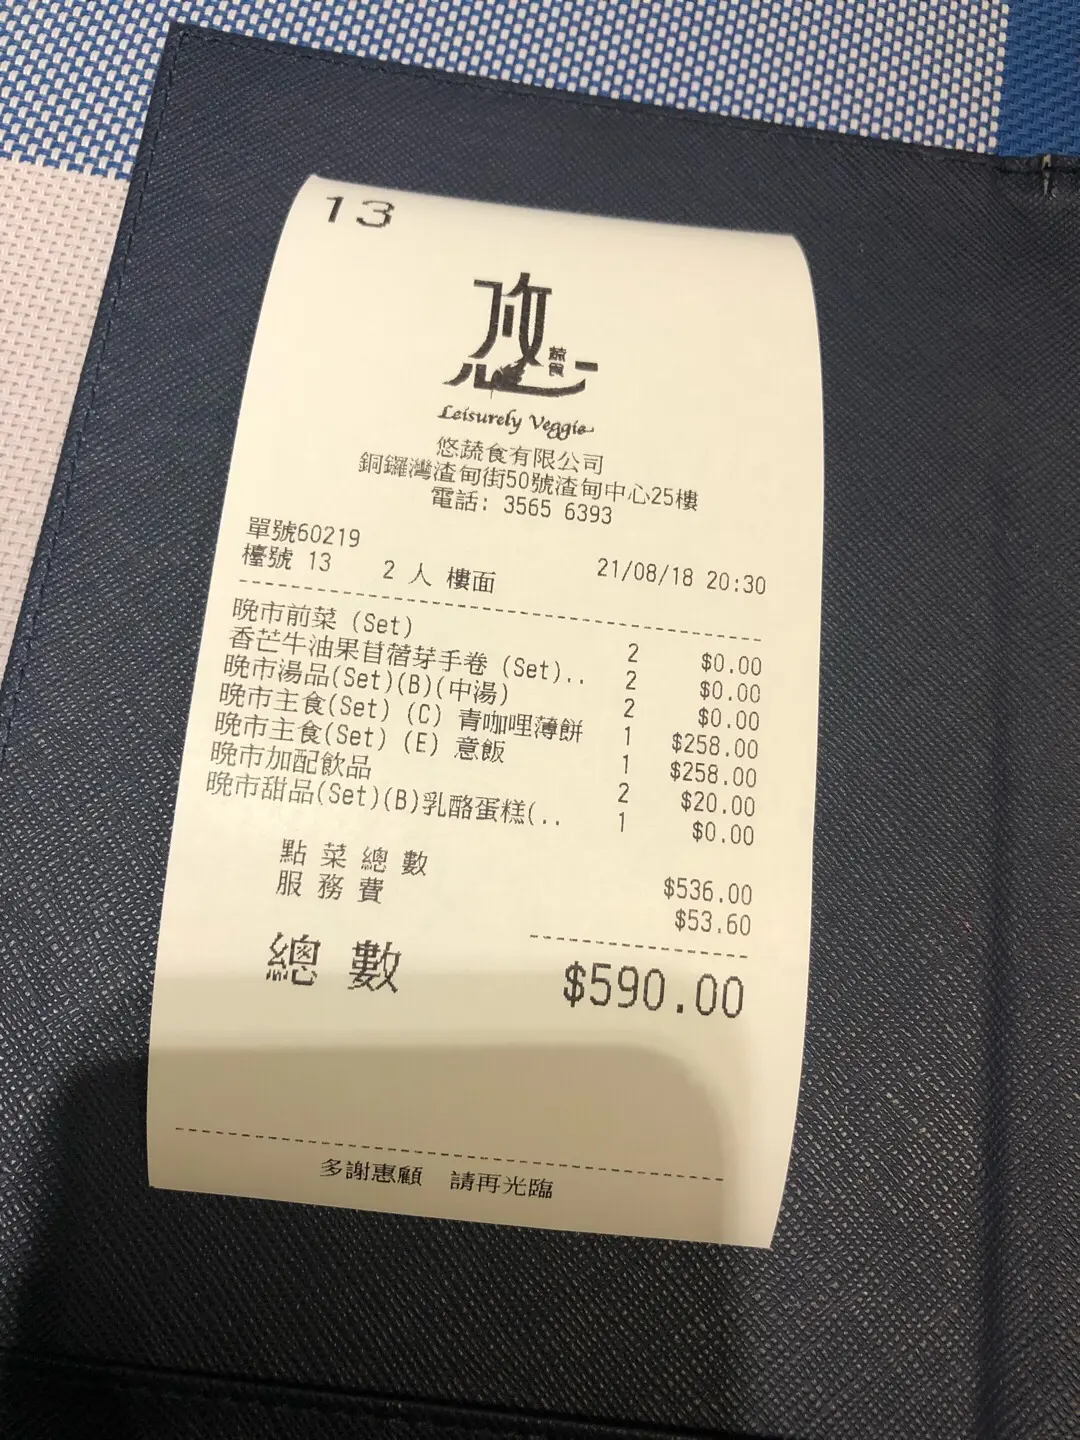 13
悠
蔬食
Leisurely Veggie
悠蔬食有限公司
銅鑼灣渣甸街50號渣甸中心25樓
電話: 3565 6393
單號60219
檯號 13 2 人 樓面 21/08/18 20:30
晚市前菜 (Set) 2 $0.00
香芒牛油果苜蓿芽手卷 (Set).. 2 $0.00
晚市湯品(Set)(B)(中湯) 2 $0.00
晚市主食(Set) (C) 青咖哩薄餅 1 $258.00
晚市主食(Set) (E) 意飯 1 $258.00
晚市加配飲品 2 $20.00
晚市甜品(Set)(B)乳酪蛋糕(.. 1 $0.00
點 菜 總 數 $536.00
服 務 費 $53.60
總 數 $590.00
多謝惠顧 請再光臨